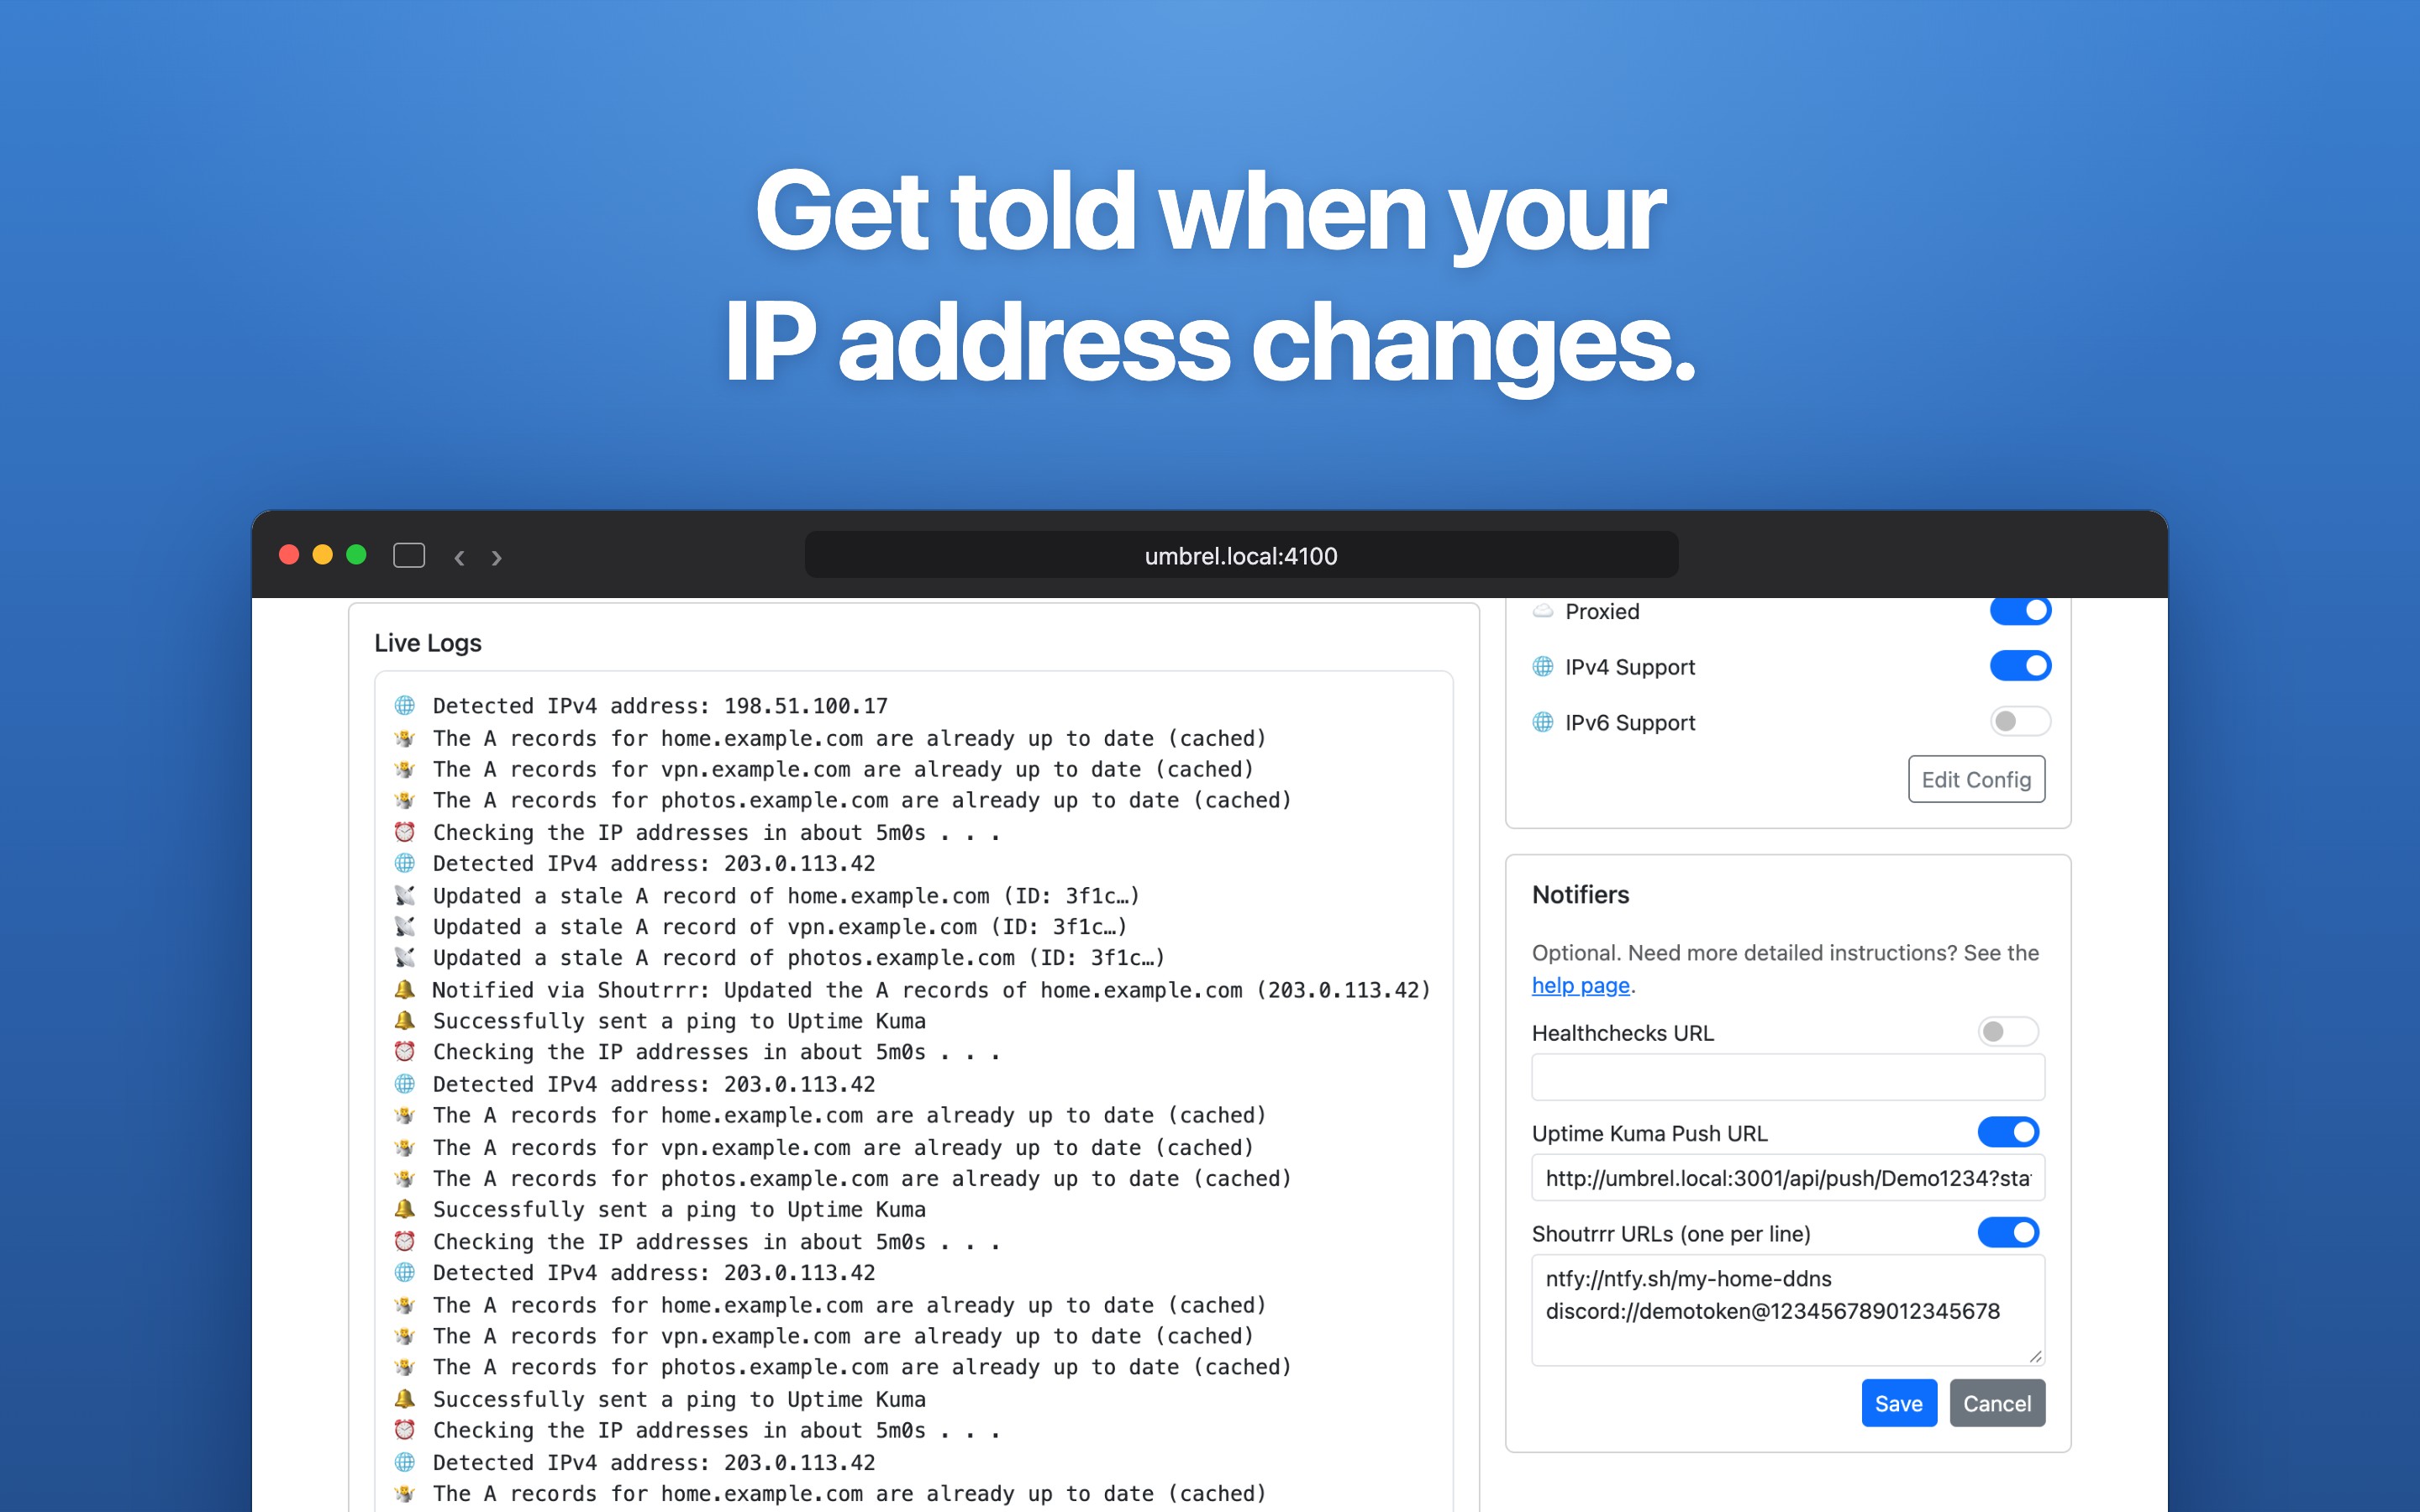 Get told when your
IP address changes.
umbrel.local:4100
Live Logs
Detected IPv4 address: 198.51.100.17
The A records for home.example.com are already up to date (cached)
The A records for vpn.example.com are already up to date (cached)
The A records for photos.example.com are already up to date (cached)
Checking the IP addresses in about 5m0s . . .
Detected IPv4 address: 203.0.113.42
Updated a stale A record of home.example.com (ID: 3f1c…)
Updated a stale A record of vpn.example.com (ID: 3f1c…)
Updated a stale A record of photos.example.com (ID: 3f1c…)
Notified via Shoutrrr: Updated the A records of home.example.com (203.0.113.42)
Successfully sent a ping to Uptime Kuma
Checking the IP addresses in about 5m0s . . .
Detected IPv4 address: 203.0.113.42
The A records for home.example.com are already up to date (cached)
The A records for vpn.example.com are already up to date (cached)
The A records for photos.example.com are already up to date (cached)
Successfully sent a ping to Uptime Kuma
Checking the IP addresses in about 5m0s . . .
Detected IPv4 address: 203.0.113.42
The A records for home.example.com are already up to date (cached)
The A records for vpn.example.com are already up to date (cached)
The A records for photos.example.com are already up to date (cached)
Successfully sent a ping to Uptime Kuma
Checking the IP addresses in about 5m0s . . .
Detected IPv4 address: 203.0.113.42
The A records for home.example.com are already up to date (cached)
Proxied
IPv4 Support
IPv6 Support
Edit Config
Notifiers
Optional. Need more detailed instructions? See the
help page.
Healthchecks URL
Uptime Kuma Push URL
http://umbrel.local:3001/api/push/Demo1234?sta
Shoutrrr URLs (one per line)
ntfy://ntfy.sh/my-home-ddns
discord://demotoken@123456789012345678
Save
Cancel